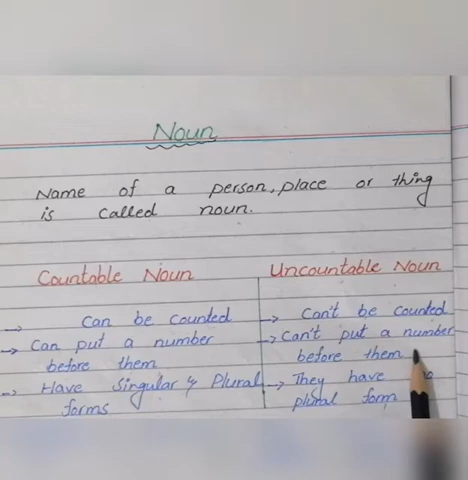 Noun
Name of a person, place or thing
is called noun.
Countable Noun
→ Can be counted
→ Can put a number
before them
→ Have Singular & Plural
forms
Uncountable Noun
→ Can't be counted
→ Can't put a number
before them
→ They have
plural form